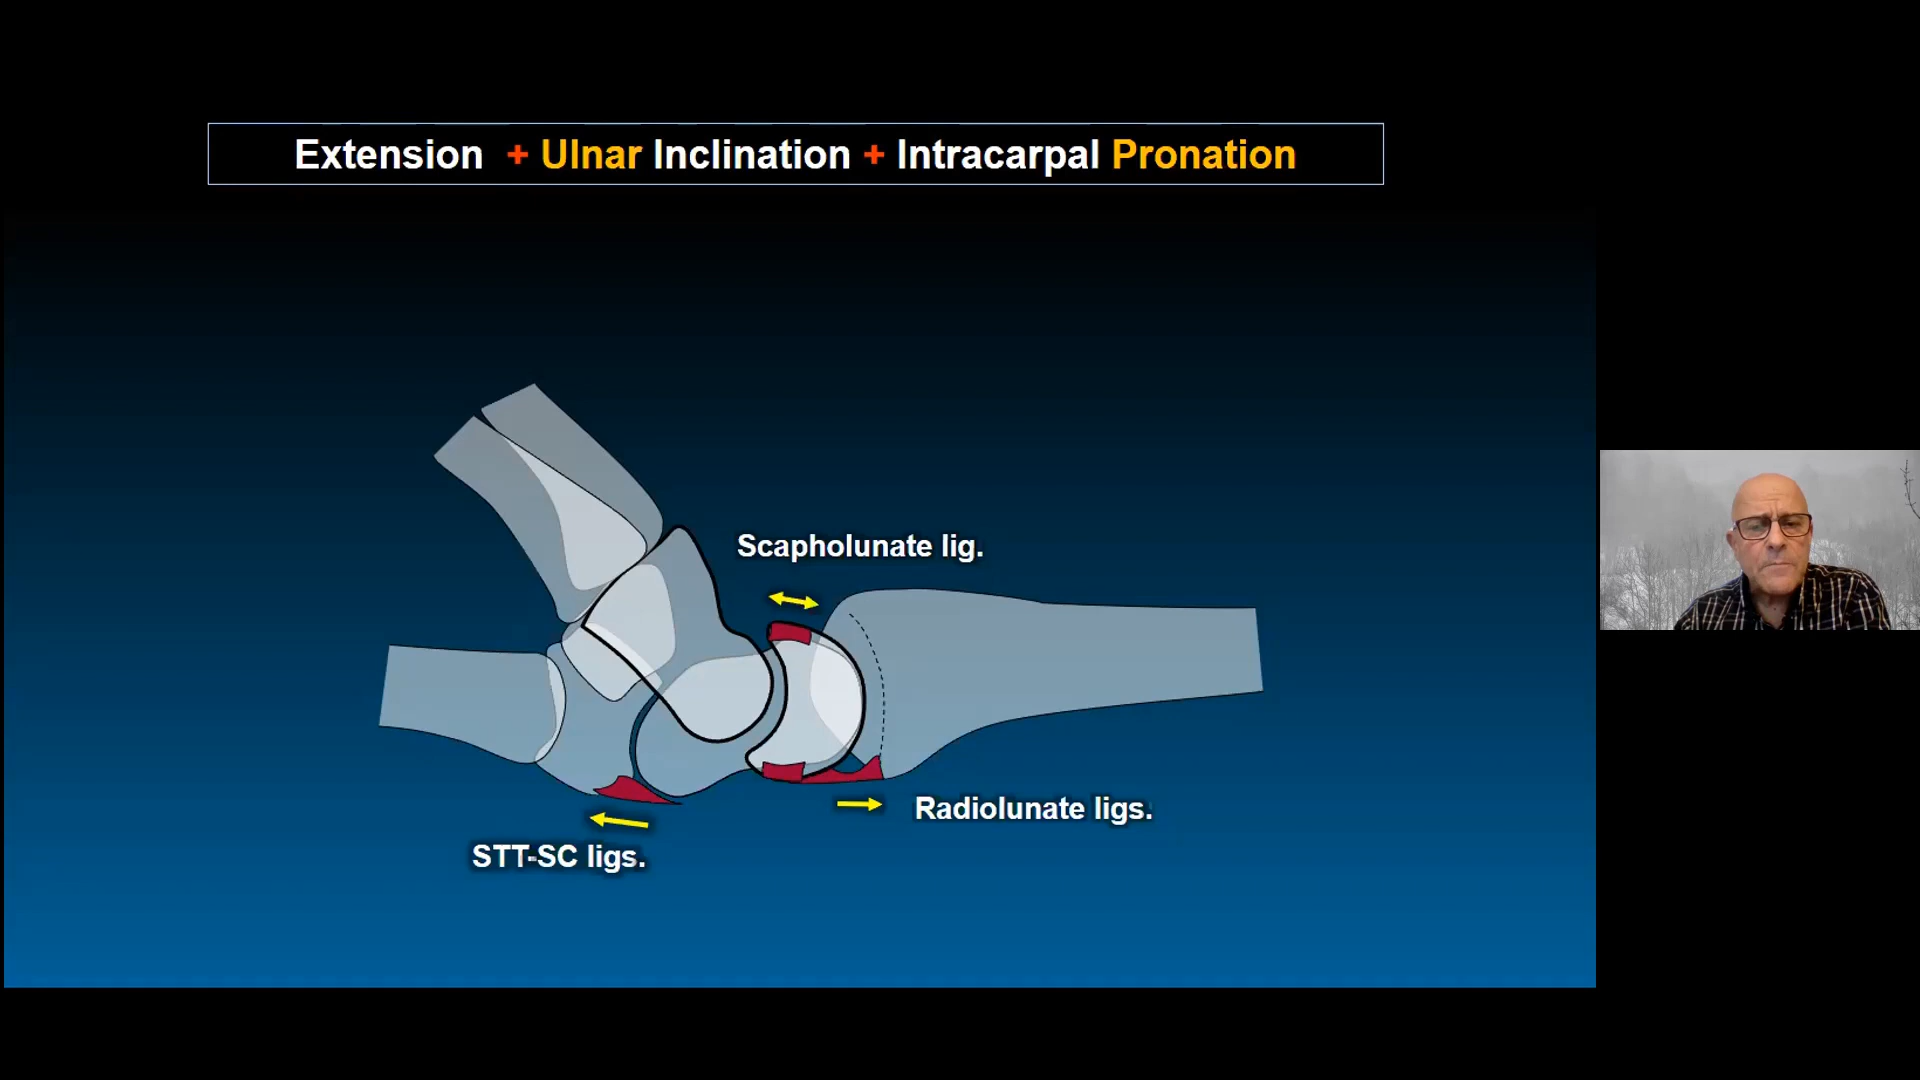 Extension + Ulnar Inclination + Intracarpal Pronation
Scapholunate lig.
Radiolunate ligs.
STT-SC ligs.